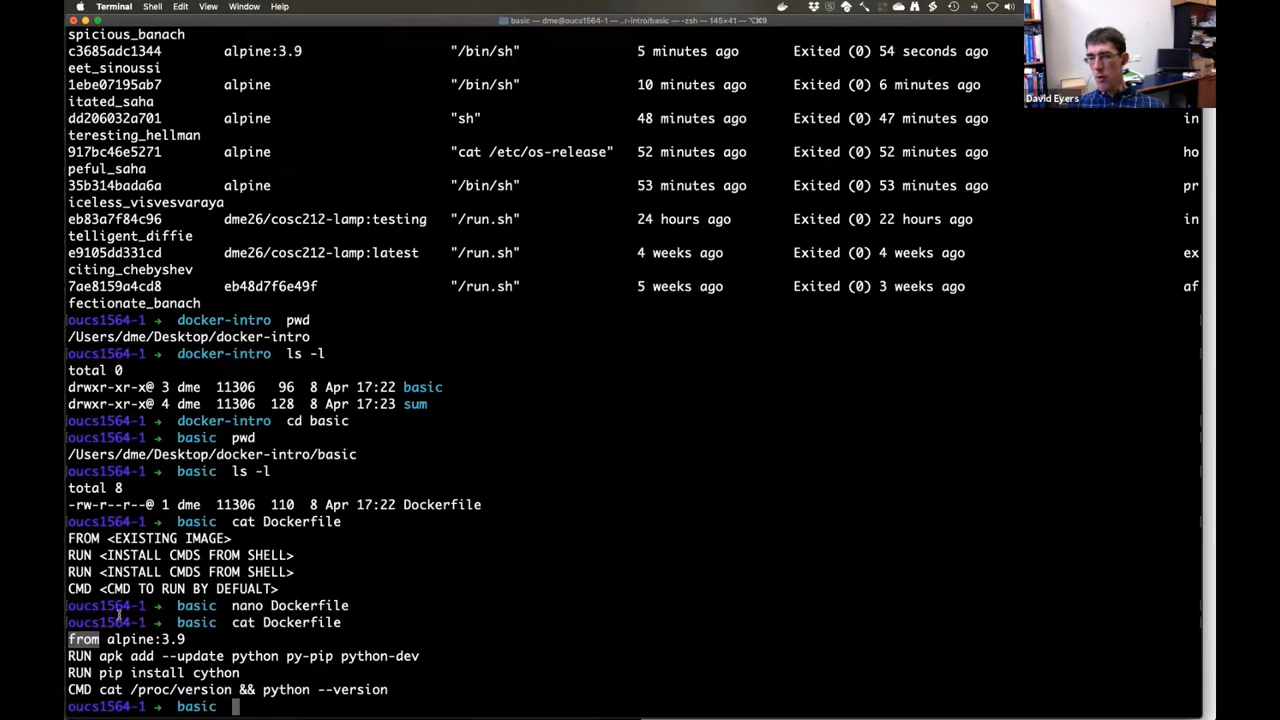 Terminal Shell Edit View Window Help
basic — dme@oucs1564-1 — ..r-intro/basic — -zsh — 145×41 — ⌥⌘9
spicious_banach
c3685adc1344 alpine:3.9 "/bin/sh" 5 minutes ago Exited (0) 54 seconds ago
eet_sinoussi
1ebe07195ab7 alpine "/bin/sh" 10 minutes ago Exited (0) 6 minutes ago
itated_saha
dd206032a701 alpine "sh" 48 minutes ago Exited (0) 47 minutes ago in
teresting_hellman
917bc46e5271 alpine "cat /etc/os-release" 52 minutes ago Exited (0) 52 minutes ago ho
peful_saha
35b314bada6a alpine "/bin/sh" 53 minutes ago Exited (0) 53 minutes ago pr
iceless_visvesvaraya
eb83a7f84c96 dme26/cosc212-lamp:testing "/run.sh" 24 hours ago Exited (0) 22 hours ago in
telligent_diffie
e9105dd331cd dme26/cosc212-lamp:latest "/run.sh" 4 weeks ago Exited (0) 4 weeks ago ex
citing_chebyshev
7ae8159a4cd8 eb48d7f6e49f "/run.sh" 5 weeks ago Exited (0) 3 weeks ago af
fectionate_banach
oucs1564-1 → docker-intro pwd
/Users/dme/Desktop/docker-intro
oucs1564-1 → docker-intro ls -l
total 0
drwxr-xr-x@ 3 dme 11306 96 8 Apr 17:22 basic
drwxr-xr-x@ 4 dme 11306 128 8 Apr 17:23 sum
oucs1564-1 → docker-intro cd basic
oucs1564-1 → basic pwd
/Users/dme/Desktop/docker-intro/basic
oucs1564-1 → basic ls -l
total 8
-rw-r--r--@ 1 dme 11306 110 8 Apr 17:22 Dockerfile
oucs1564-1 → basic cat Dockerfile
FROM <EXISTING IMAGE>
RUN <INSTALL CMDS FROM SHELL>
RUN <INSTALL CMDS FROM SHELL>
CMD <CMD TO RUN BY DEFUALT>
oucs1564-1 → basic nano Dockerfile
oucs1564-1 → basic cat Dockerfile
from alpine:3.9
RUN apk add --update python py-pip python-dev
RUN pip install cython
CMD cat /proc/version && python --version
oucs1564-1 → basic
David Eyers